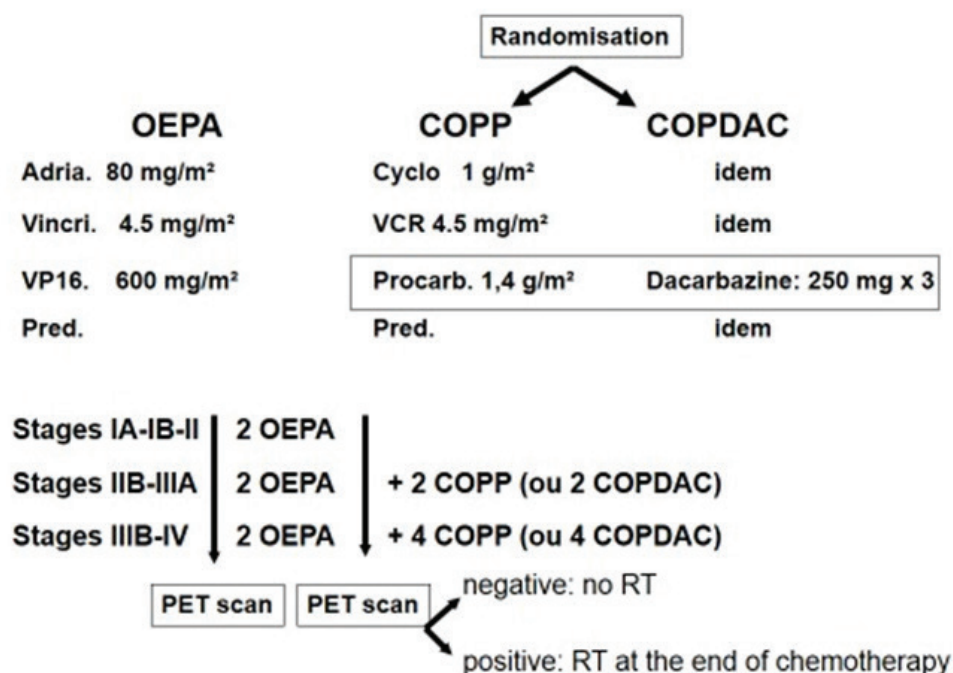 Randomisation
OEPA COPP COPDAC
Adria. 80 mg/m² Cyclo 1 g/m² idem
Vincri. 4.5 mg/m² VCR 4.5 mg/m² idem
VP16. 600 mg/m² Procarb. 1,4 g/m² Dacarbazine: 250 mg x 3
Pred. Pred. idem
Stages IA-IB-II 2 OEPA
Stages IIB-IIIA 2 OEPA + 2 COPP (ou 2 COPDAC)
Stages IIIB-IV 2 OEPA + 4 COPP (ou 4 COPDAC)
PET scan PET scan negative: no RT
positive: RT at the end of chemotherapy